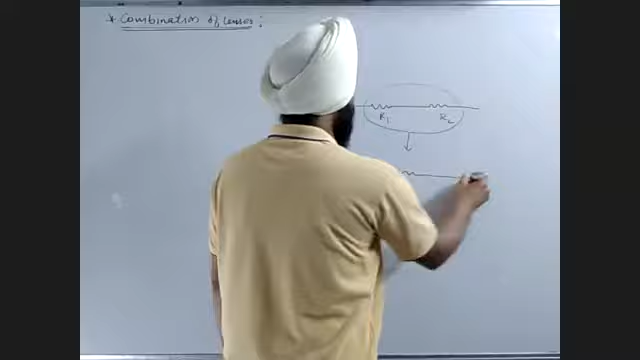 * Combination of lenses :
R1 R2